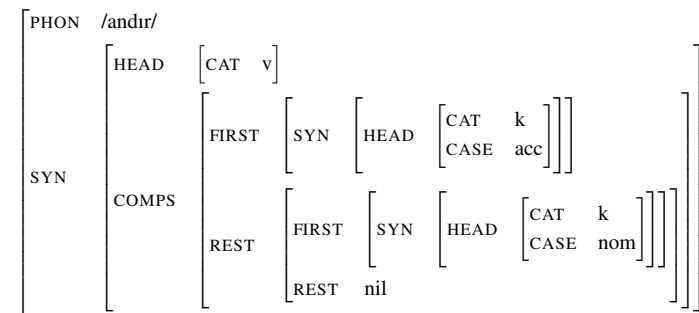 PHON /andır/
HEAD CAT v
FIRST SYN HEAD CAT k
CASE acc
SYN
COMPS
FIRST SYN HEAD CAT k
CASE nom
REST
REST nil